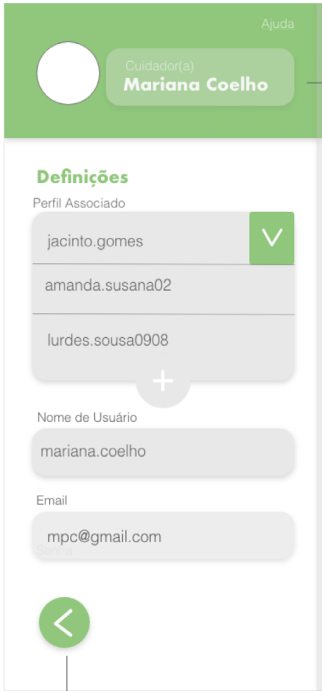 Ajuda
Cuidador(a)
Mariana Coelho
Definições
Perfil Associado
jacinto.gomes
amanda.susana02
lurdes.sousa0908
+
Nome de Usuário
mariana.coelho
Email
mpc@gmail.com